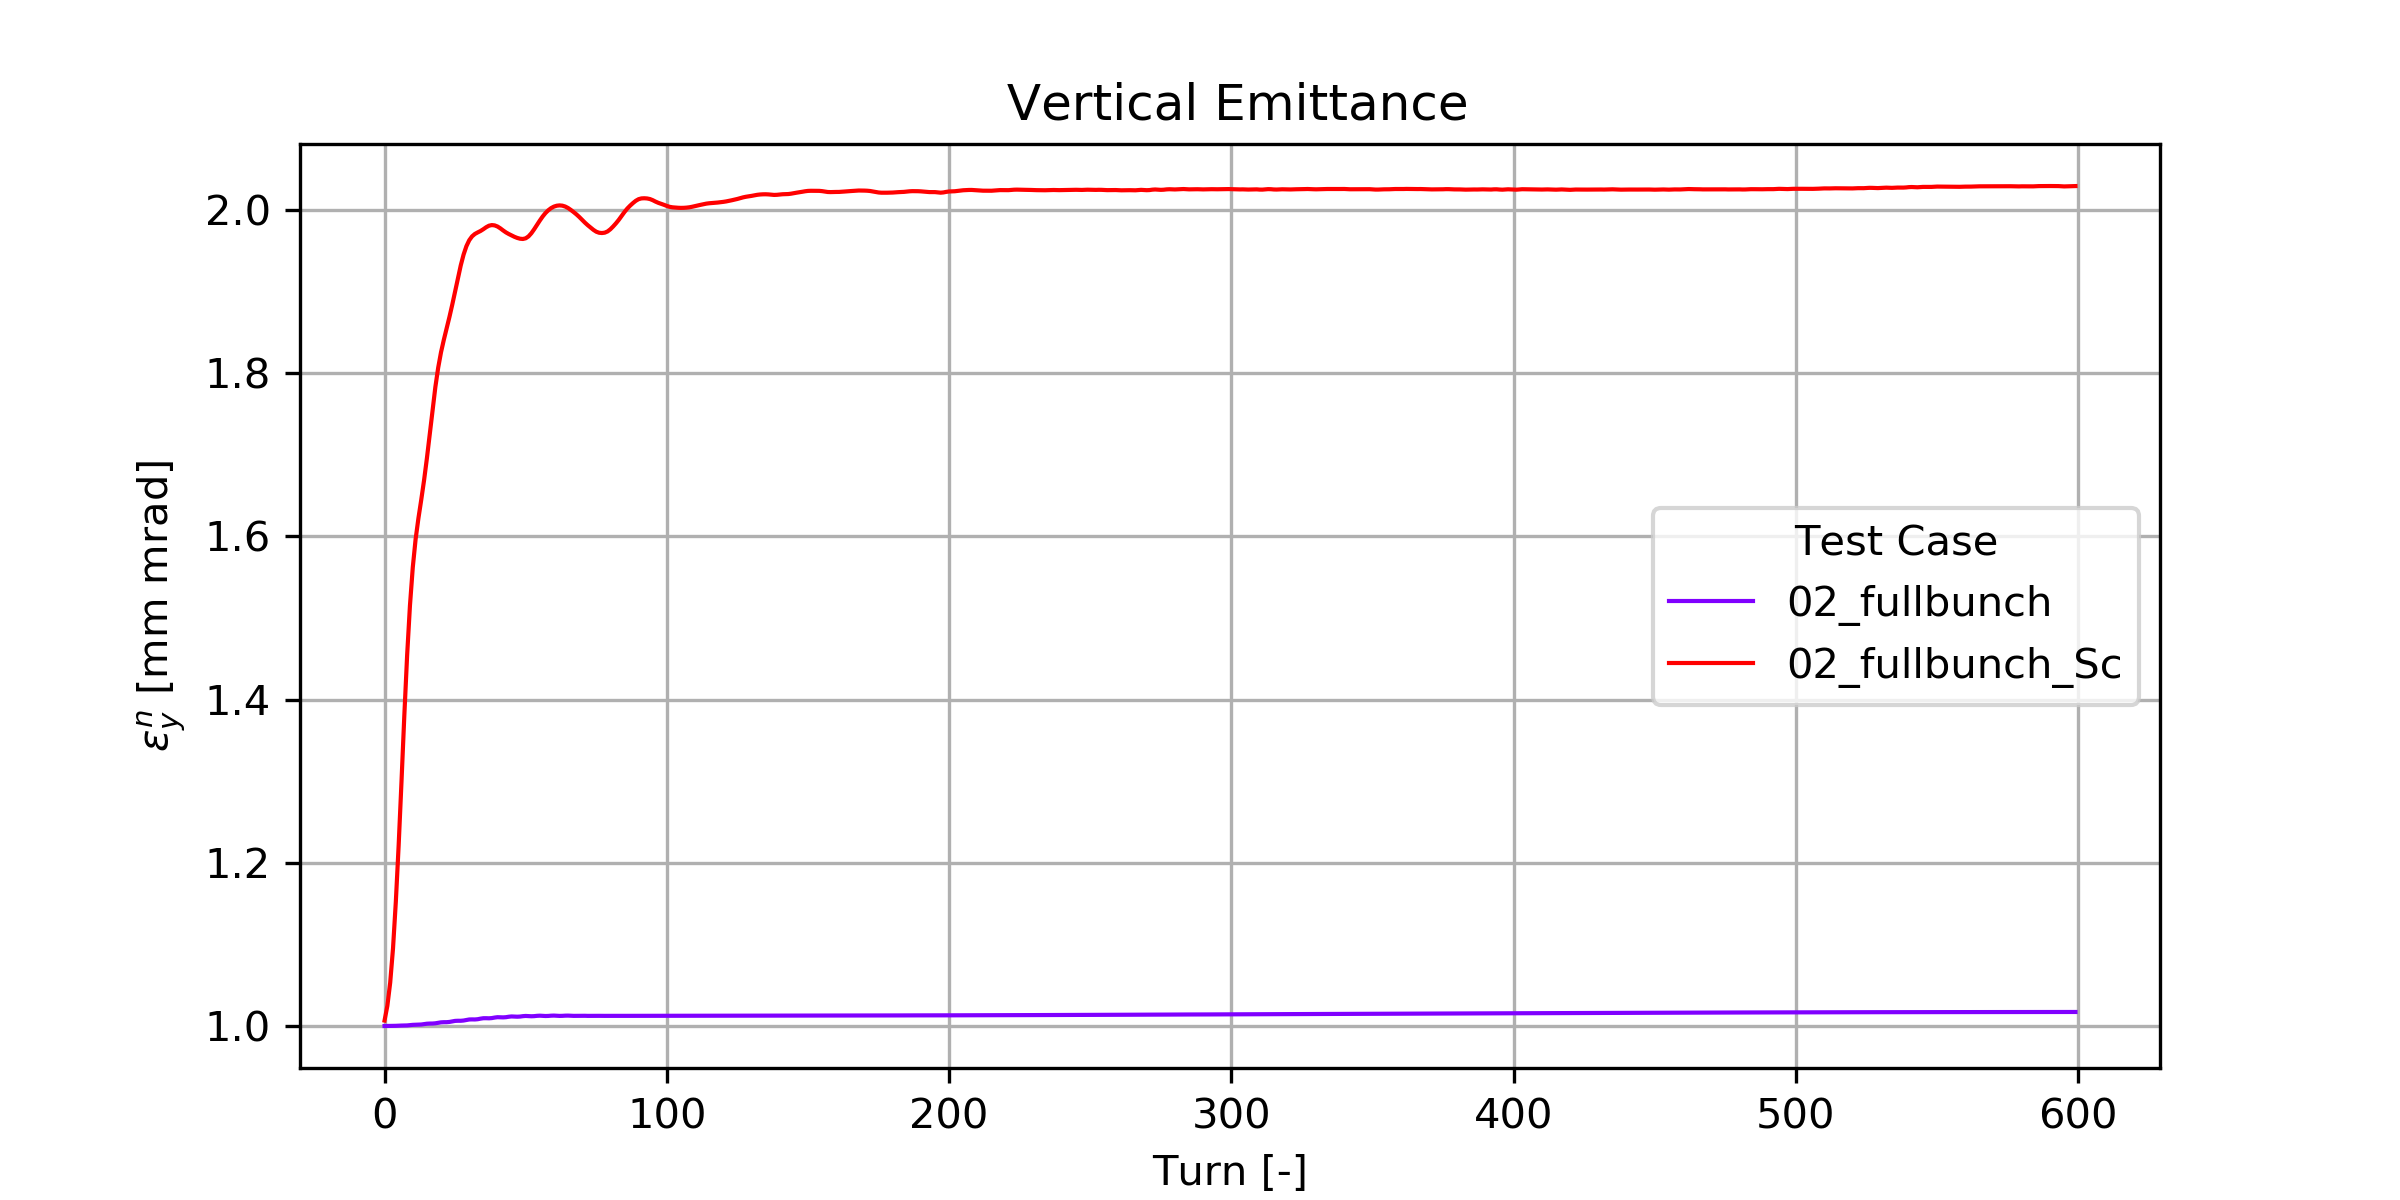 Vertical Emittance
2.0
1.8
1.6
1.4
1.2
1.0
ε_y^n [mm mrad]
Test Case
02_fullbunch
02_fullbunch_Sc
0 100 200 300 400 500 600
Turn [-]